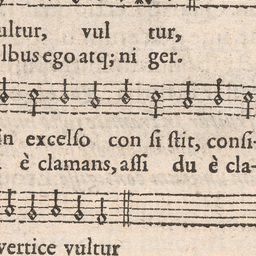 ultur, vul tur,
lbus ego atq; ni ger.
in excelso con si stit, consi-
è clamans, assi du è cla-
vertice vultur